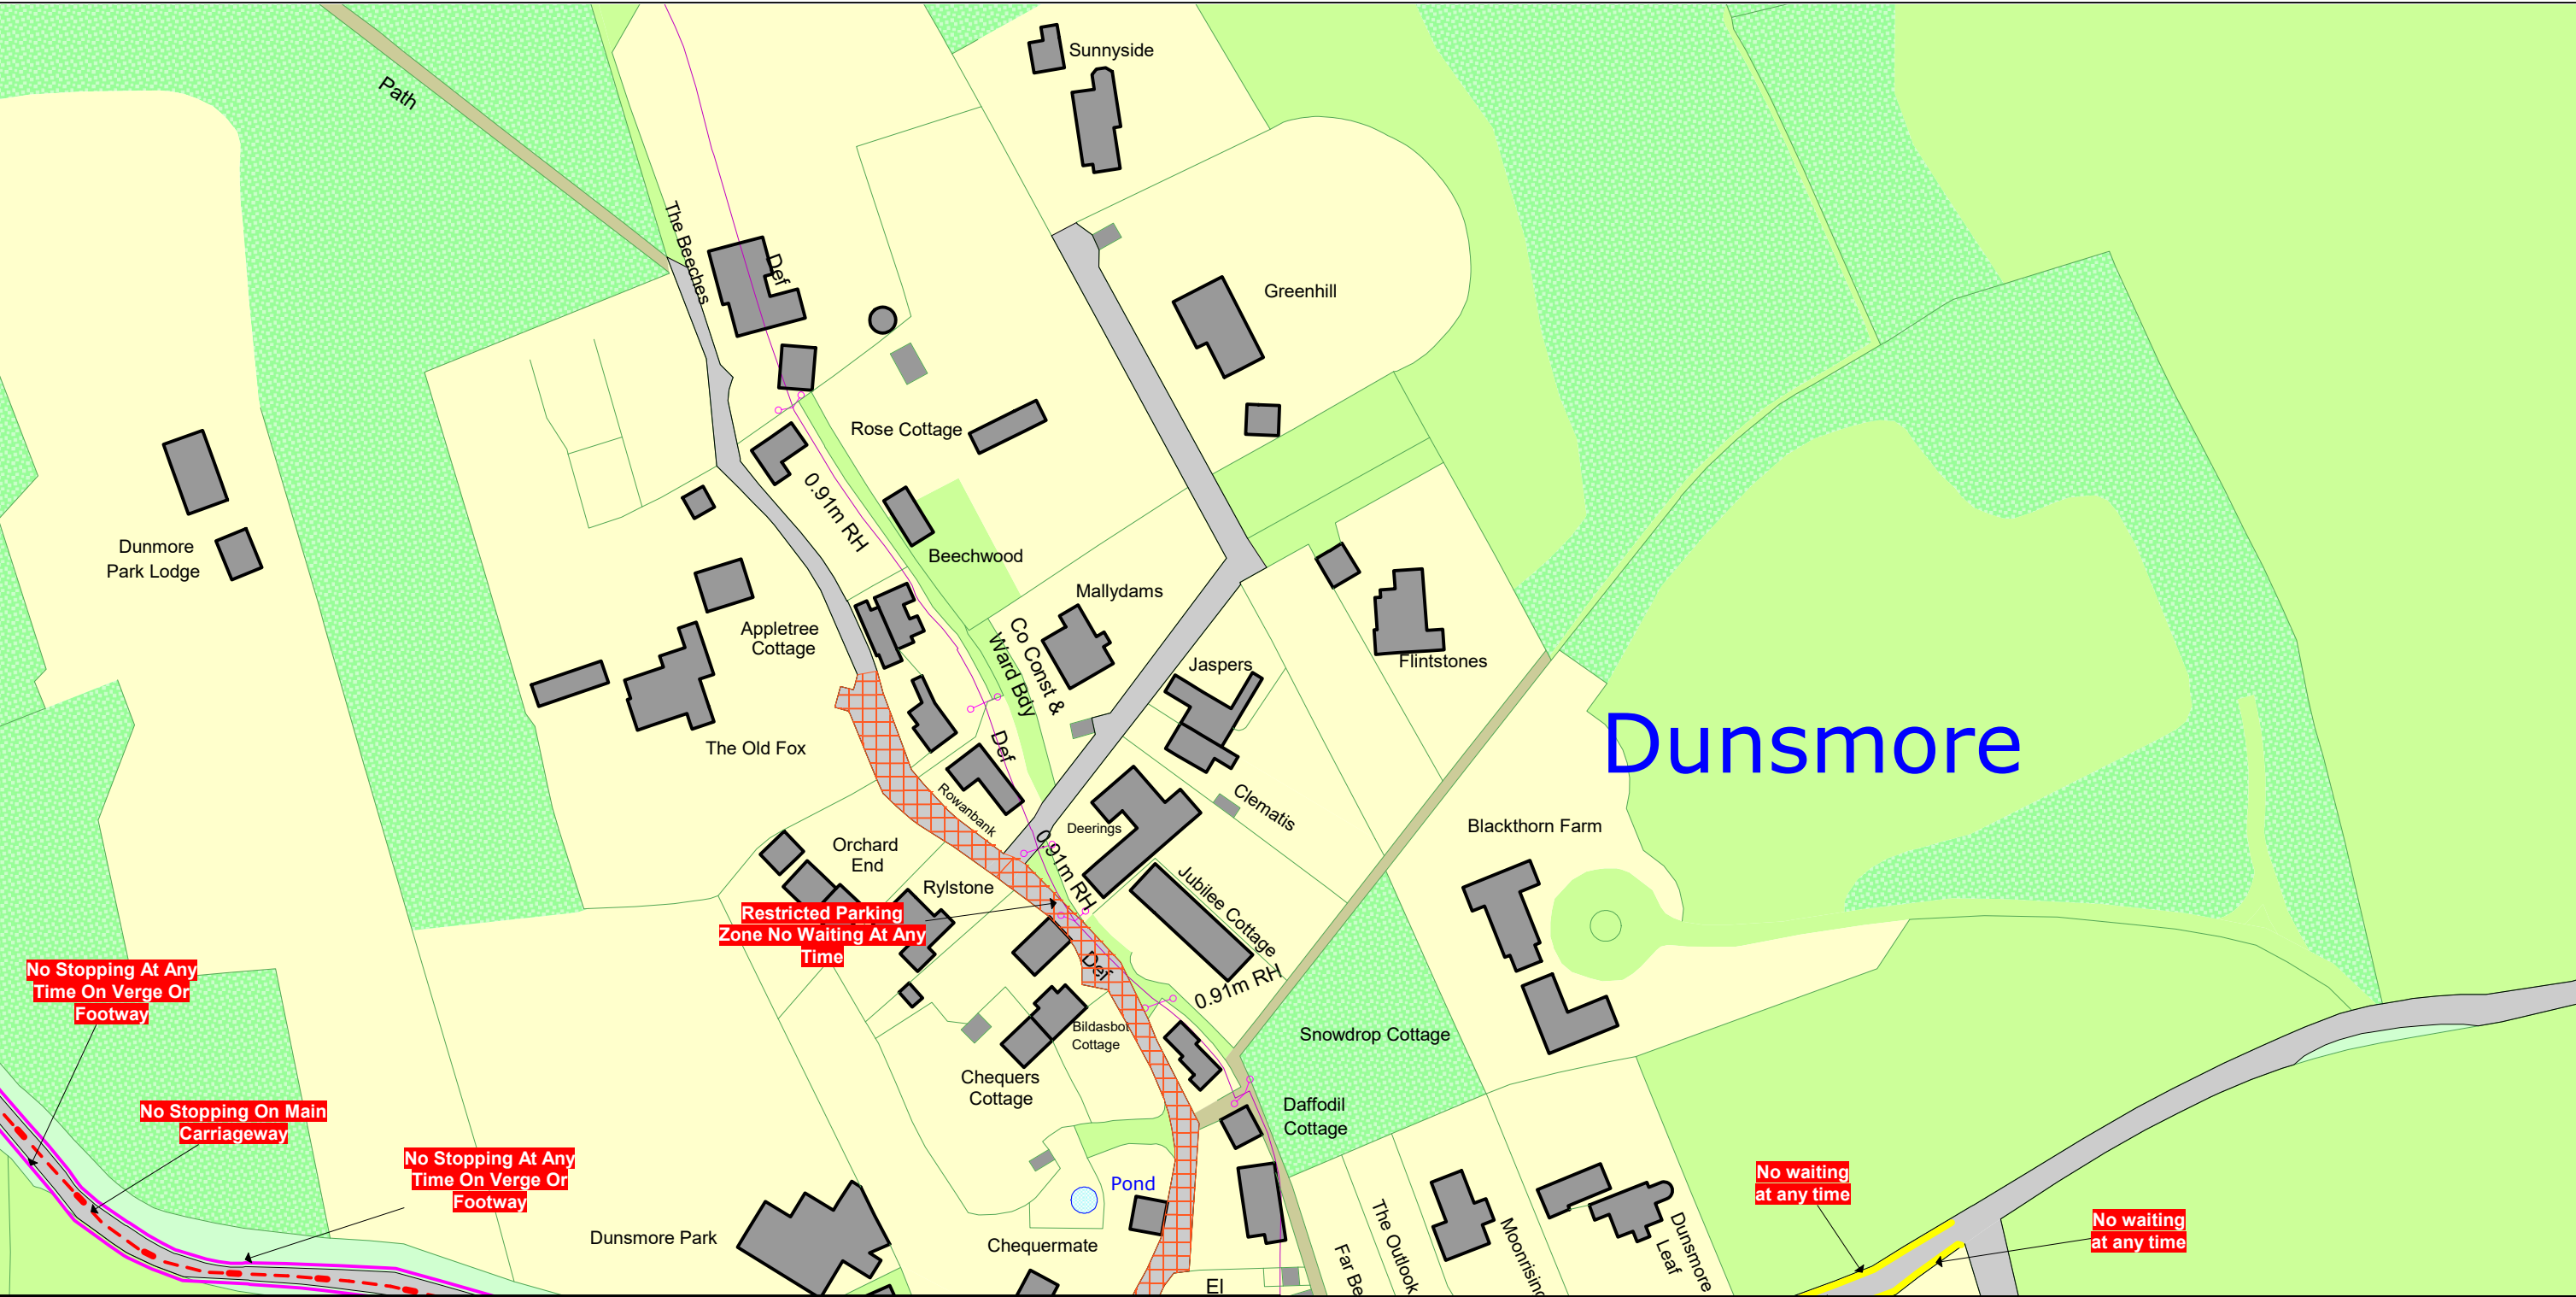 Path
Sunnyside
The Beeches
Def
Greenhill
Rose Cottage
0.91m RH
Beechwood
Dunmore
Park Lodge
Mallydams
Appletree
Cottage
Co Const &
Ward Bdy
Jaspers
Flintstones
The Old Fox
Def
Dunsmore
Rowanbank
Clematis
Deerings
Blackthorn Farm
Orchard
End
0.91m RH
Rylstone
Jubilee Cottage
Restricted Parking
Zone No Waiting At Any
Time
Def
0.91m RH
No Stopping At Any
Time On Verge Or
Footway
Bildasbot
Cottage
Snowdrop Cottage
Chequers
Cottage
Daffodil
Cottage
No Stopping On Main
Carriageway
No Stopping At Any
Time On Verge Or
Footway
Pond
No waiting
at any time
No waiting
at any time
Dunsmore Park
Chequermate
The Outlook
Moonrising
Dunsmore
Leaf
Far Be
El